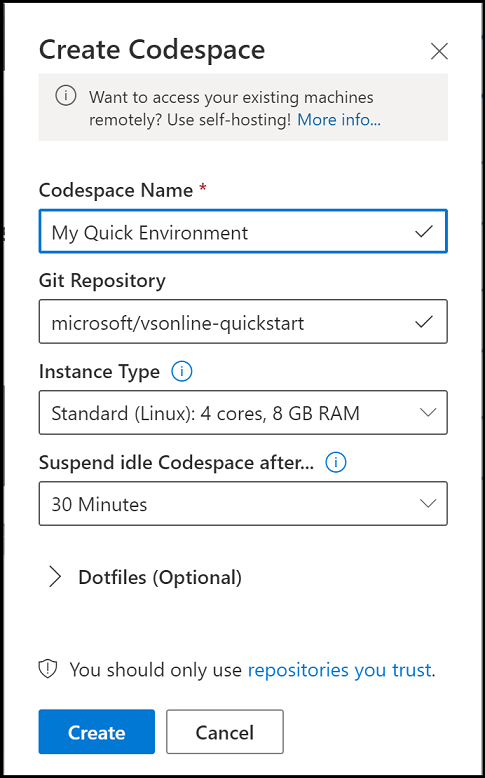 Create Codespace
Want to access your existing machines
remotely? Use self-hosting! More info...
Codespace Name *
My Quick Environment
Git Repository
microsoft/vsonline-quickstart
Instance Type
Standard (Linux): 4 cores, 8 GB RAM
Suspend idle Codespace after...
30 Minutes
Dotfiles (Optional)
You should only use repositories you trust.
Create
Cancel